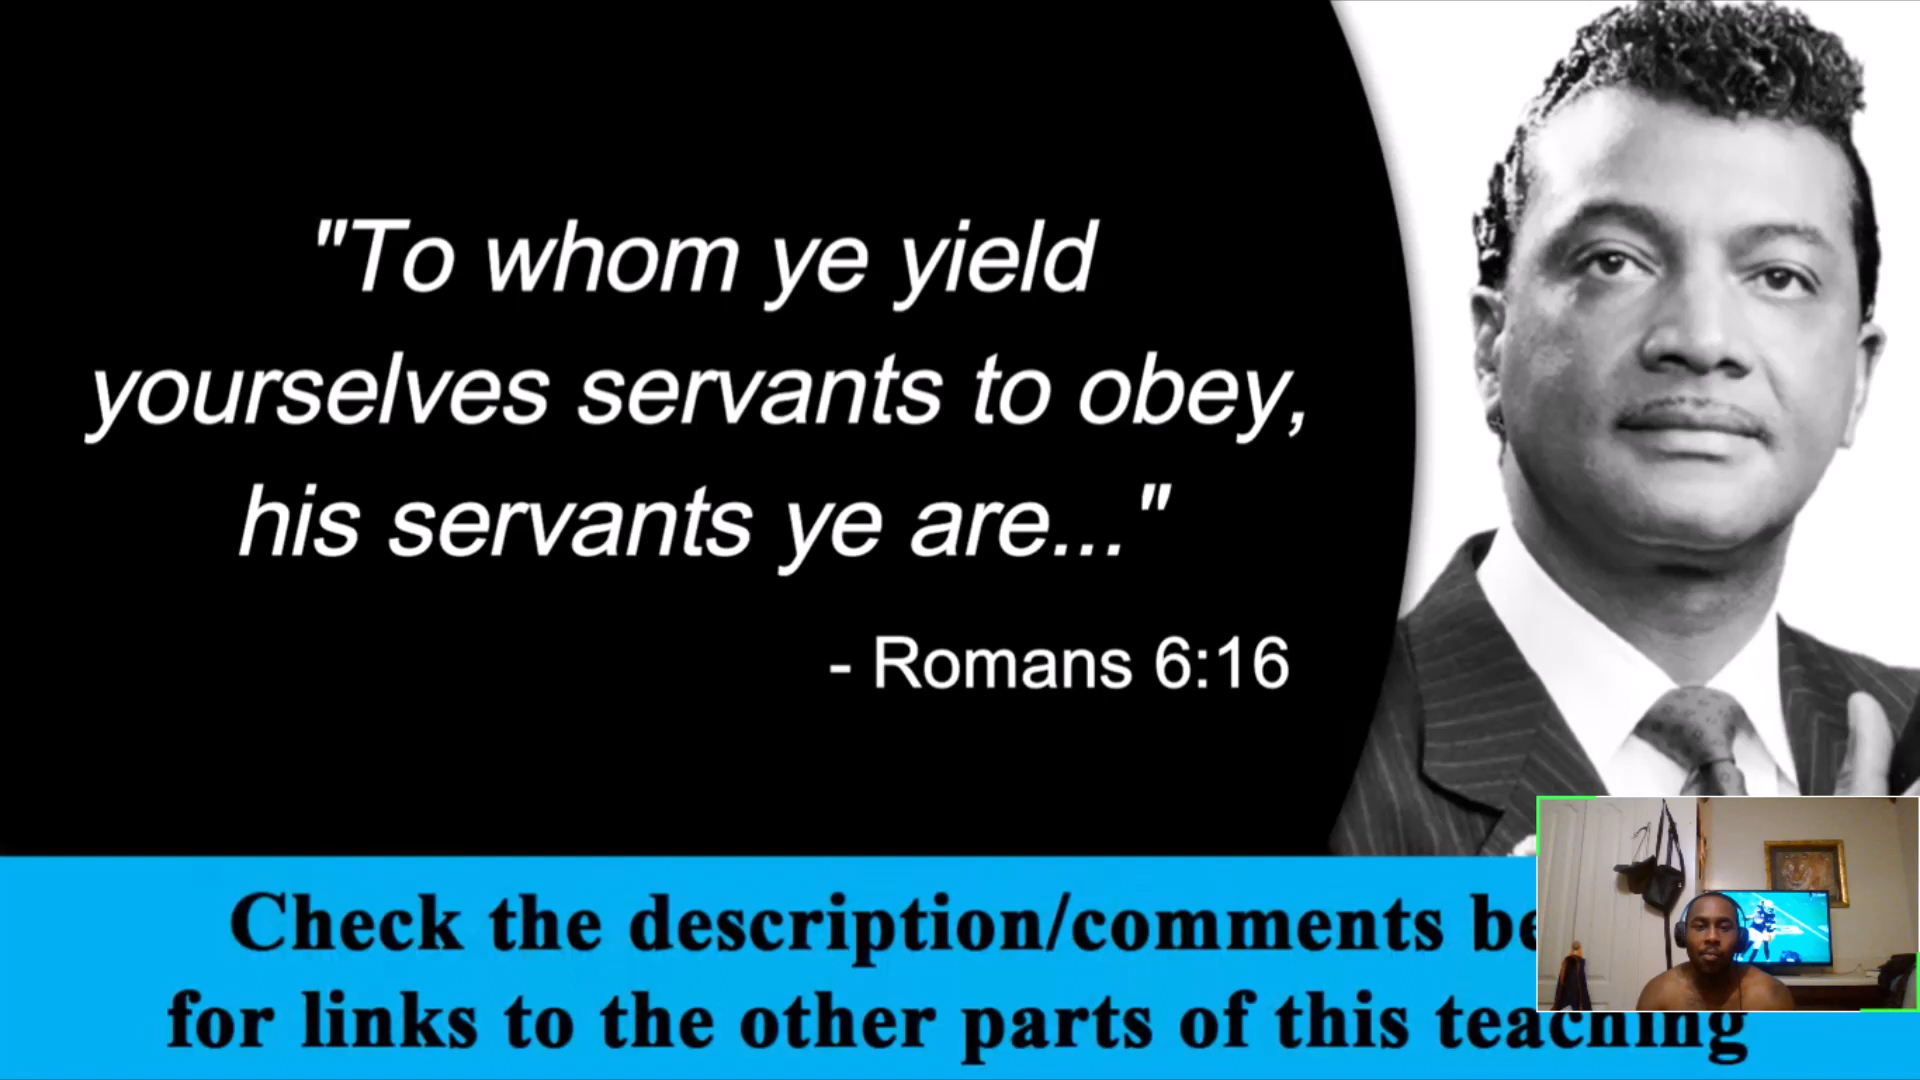 "To whom ye yield
yourselves servants to obey,
his servants ye are..."
- Romans 6:16
Check the description/comments
for links to the other parts of this teaching